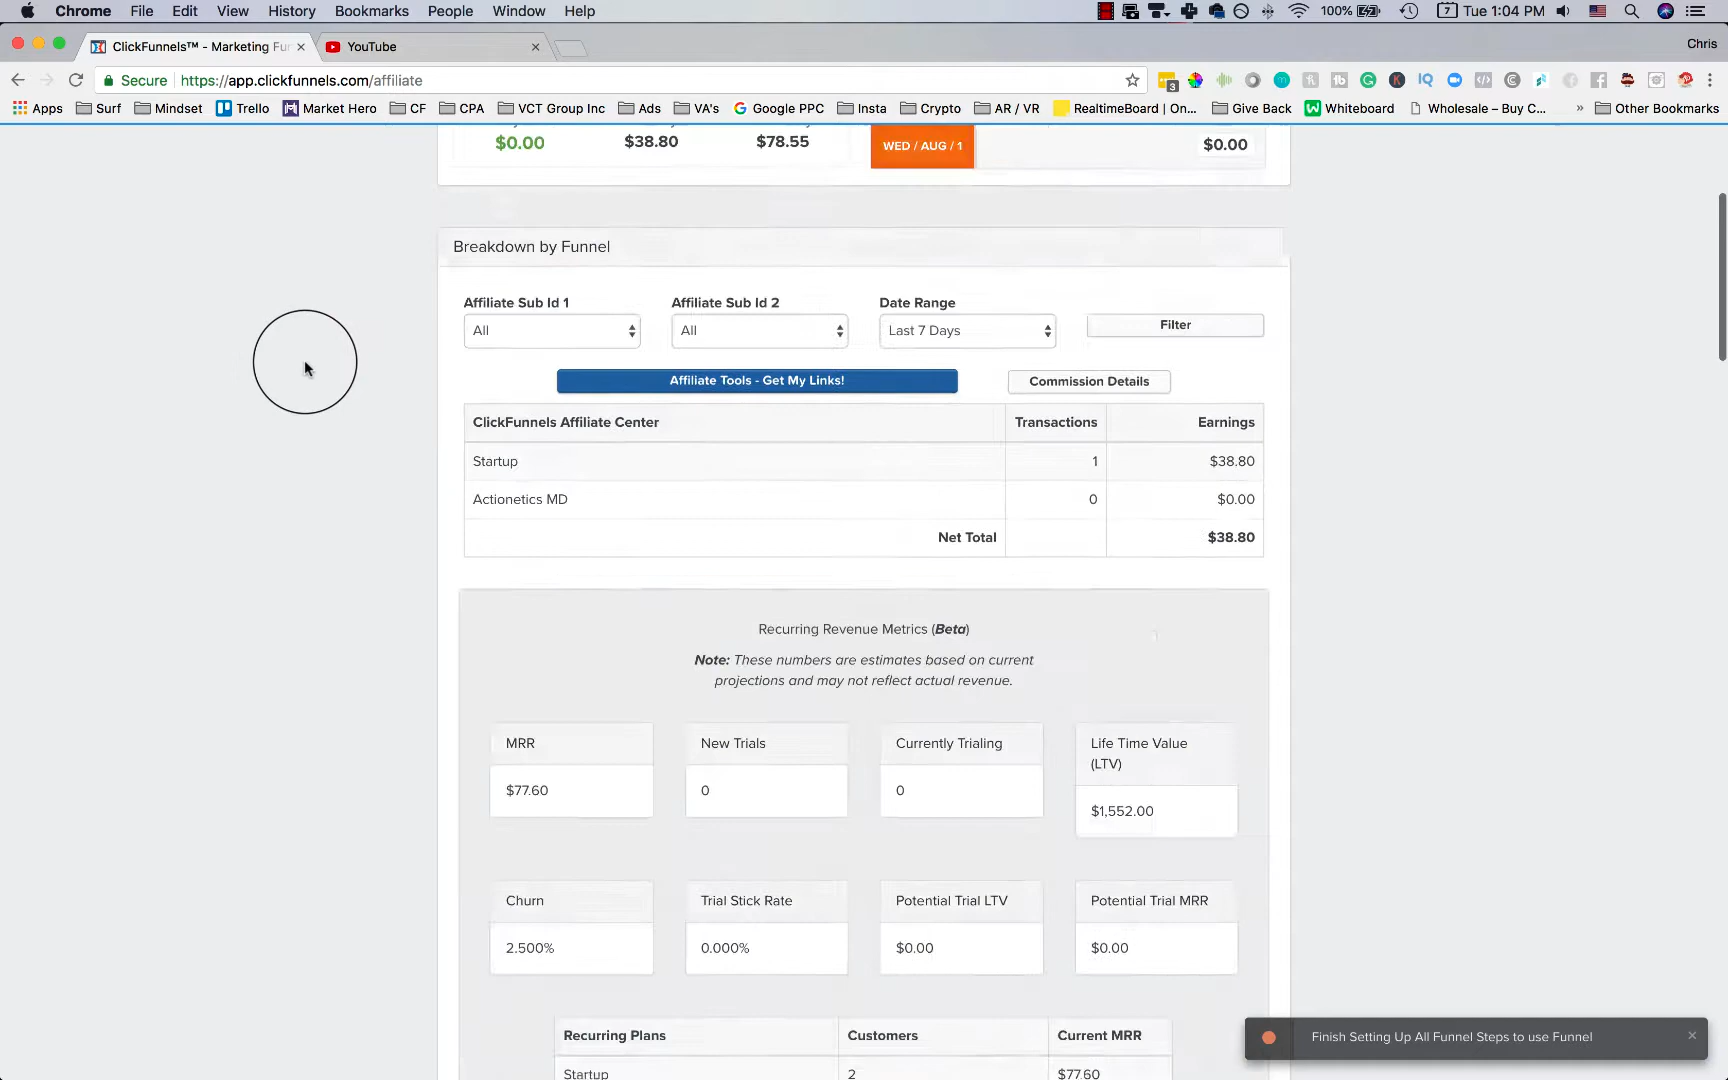 Chrome File Edit View History Bookmarks People Window Help
100% 7 Tue 1:04 PM
ClickFunnels™ - Marketing Fun
YouTube
Chris
Secure https://app.clickfunnels.com/affiliate
3
Apps Surf Mindset Trello Market Hero CF CPA VCT Group Inc Ads VA's Google PPC Insta Crypto AR / VR RealtimeBoard | On... Give Back Whiteboard Wholesale – Buy C... » Other Bookmarks
$0.00 $38.80 $78.55
WED / AUG / 1 $0.00
Breakdown by Funnel
Affiliate Sub Id 1 Affiliate Sub Id 2 Date Range
All All Last 7 Days Filter
Affiliate Tools - Get My Links! Commission Details
ClickFunnels Affiliate Center Transactions Earnings
Startup 1 $38.80
Actionetics MD 0 $0.00
Net Total $38.80
Recurring Revenue Metrics (Beta)
Note: These numbers are estimates based on current
projections and may not reflect actual revenue.
MRR New Trials Currently Trialing Life Time Value
(LTV)
$77.60 0 0 $1,552.00
Churn Trial Stick Rate Potential Trial LTV Potential Trial MRR
2.500% 0.000% $0.00 $0.00
Recurring Plans Customers Current MRR
Startup 2 $77.60
Finish Setting Up All Funnel Steps to use Funnel